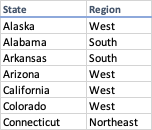 State Region
Alaska West
Alabama South
Arkansas South
Arizona West
California West
Colorado West
Connecticut Northeast